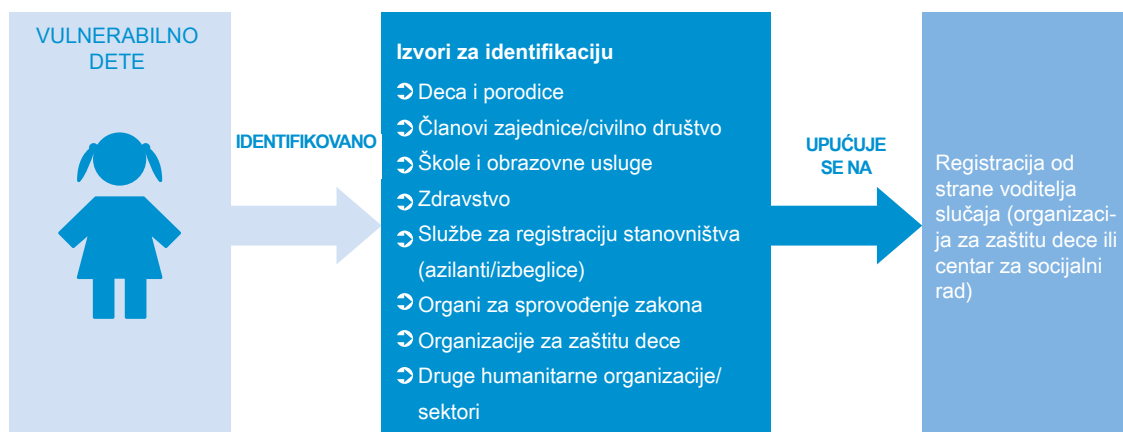 VULNERABILNO
DETE
IDENTIFIKOVANO
Izvori za identifikaciju
Deca i porodice
Članovi zajednice/civilno društvo
Škole i obrazovne usluge
Zdravstvo
Službe za registraciju stanovništva
(azilanti/izbeglice)
Organi za sprovođenje zakona
Organizacije za zaštitu dece
Druge humanitarne organizacije/
sektori
UPUĆUJE
SE NA
Registracija od
strane voditelja
slučaja (organizaci-
ja za zaštitu dece ili
centar za socijalni
rad)